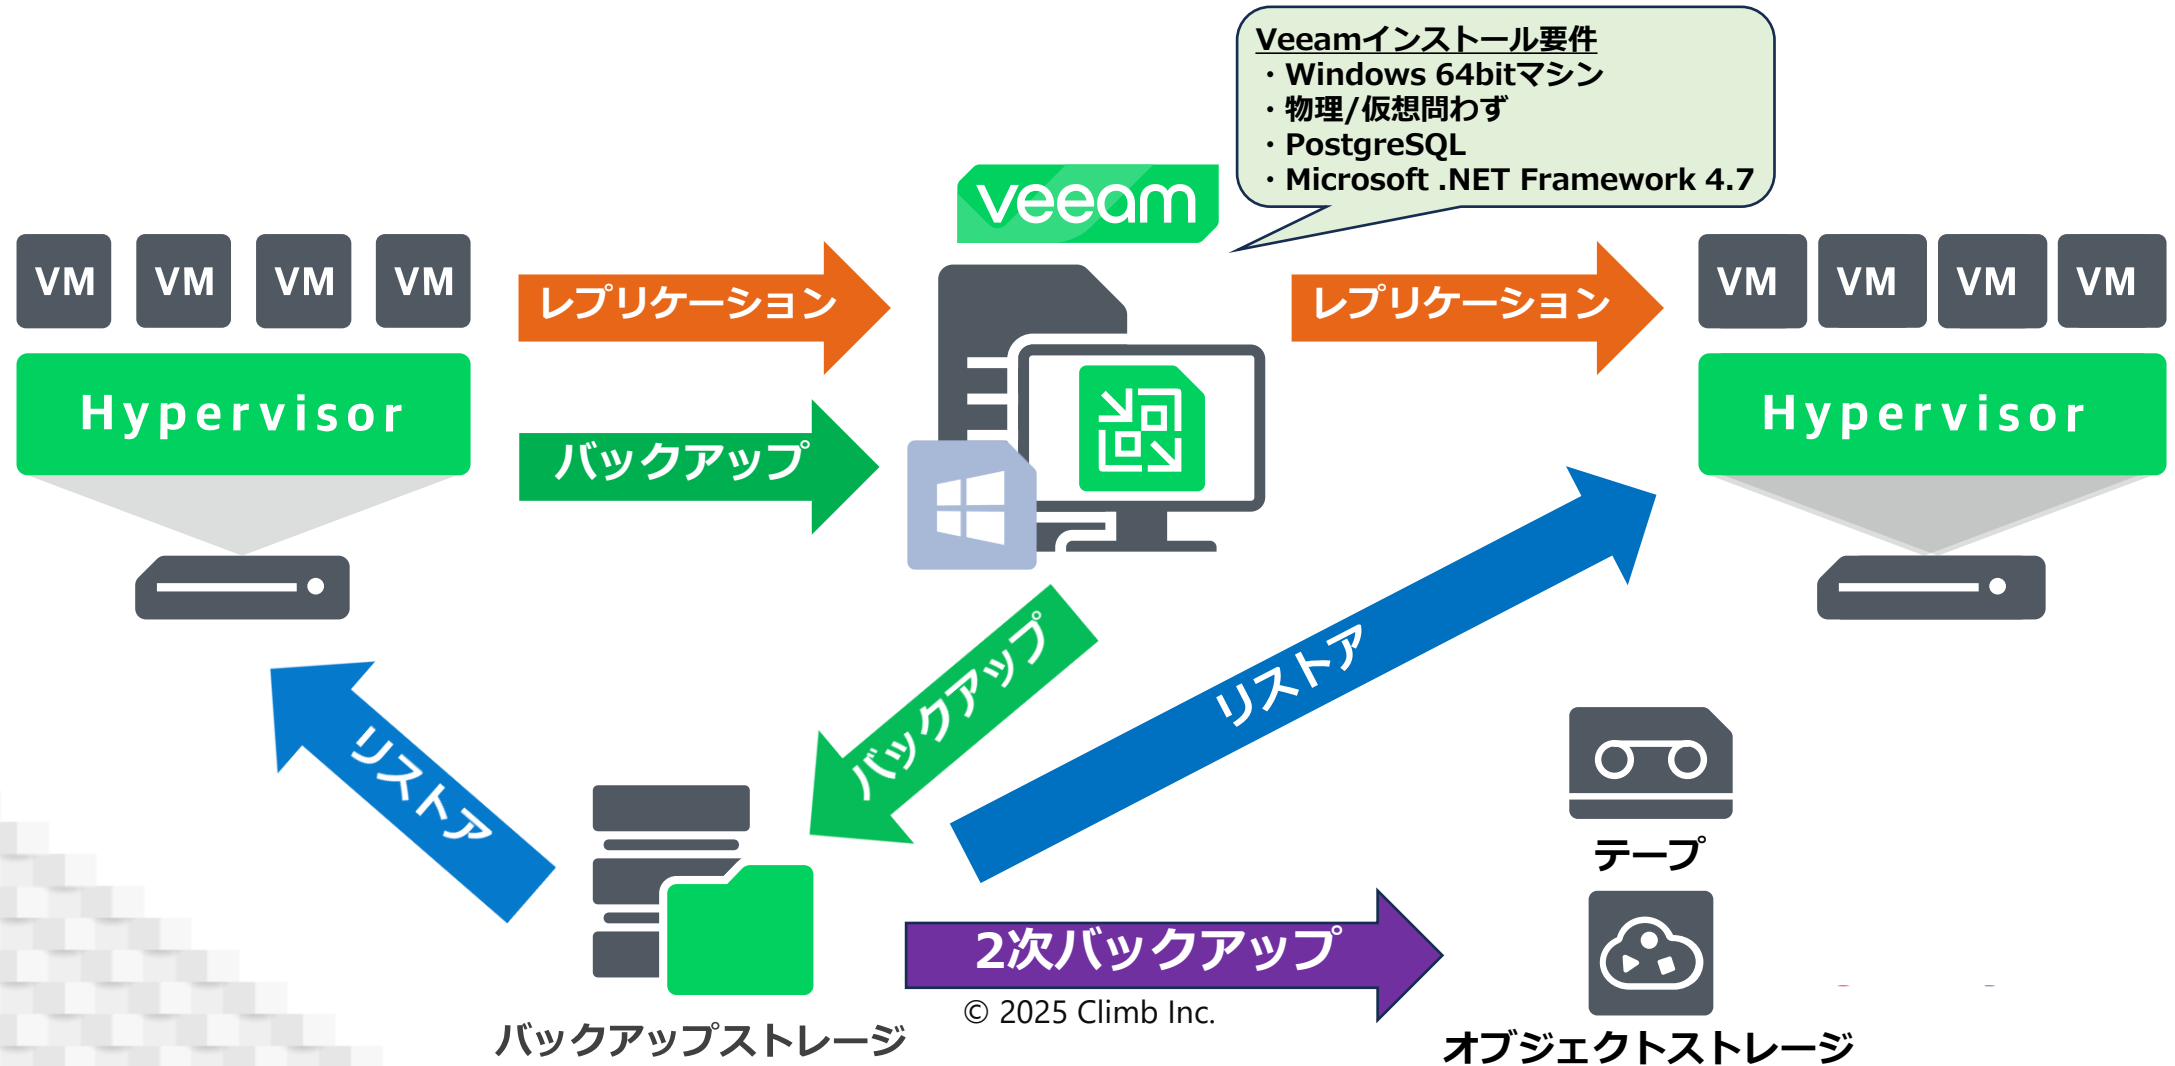 Veeamインストール要件
・Windows 64bitマシン
・物理/仮想問わず
・PostgreSQL
・Microsoft .NET Framework 4.7
veeam
VM VM VM VM
レプリケーション
レプリケーション
VM VM VM VM
Hypervisor
バックアップ
Hypervisor
バックアップ
リストア
リストア
テープ
2次バックアップ
© 2025 Climb Inc.
バックアップストレージ
オブジェクトストレージ